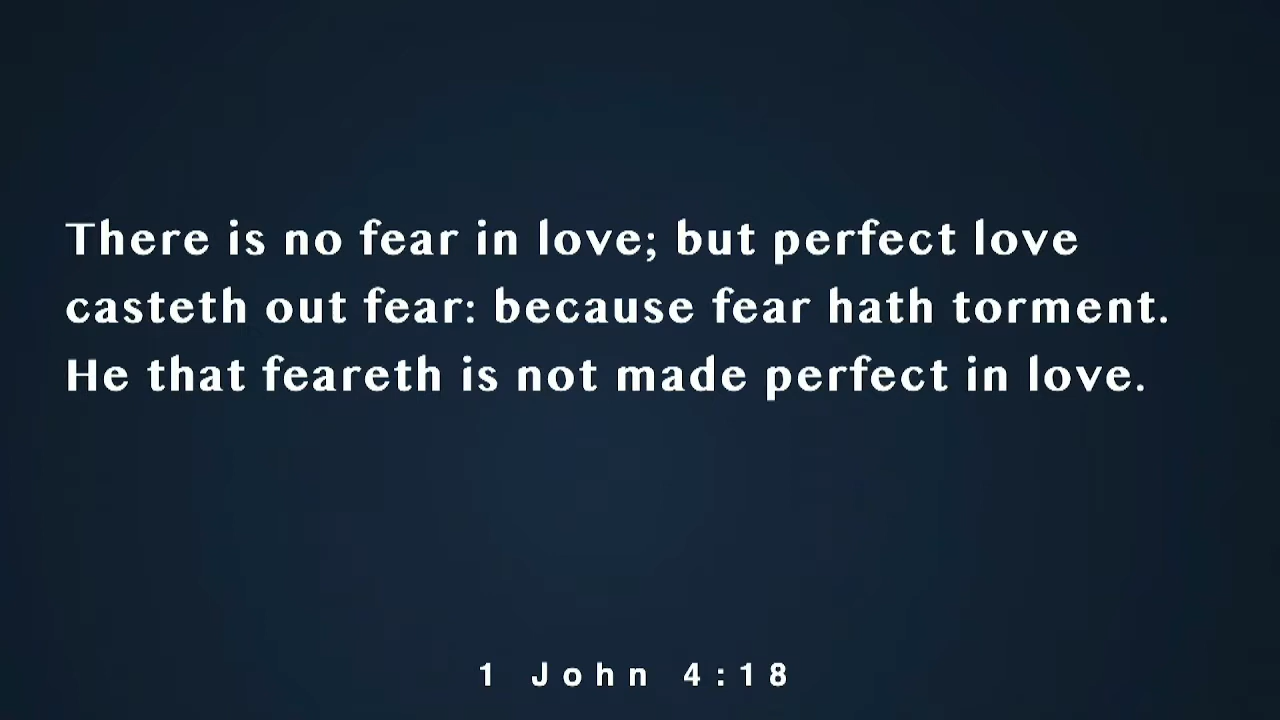 There is no fear in love; but perfect love
casteth out fear: because fear hath torment.
He that feareth is not made perfect in love.
1 John 4:18